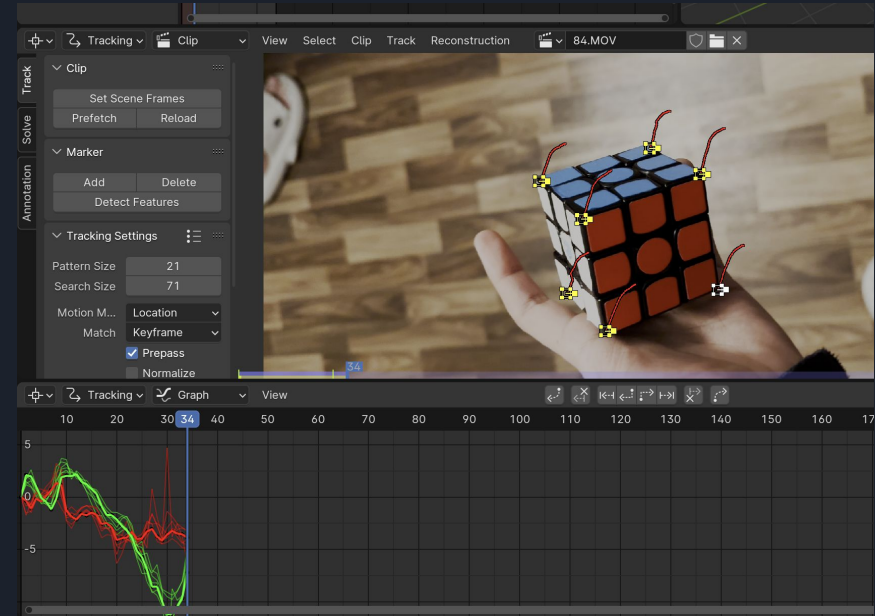 Tracking Clip View Select Clip Track Reconstruction 84.MOV
Track
Solve
Annotation
Clip
Set Scene Frames
Prefetch Reload
Marker
Add Delete
Detect Features
Tracking Settings
Pattern Size 21
Search Size 71
Motion M... Location
Match Keyframe
Prepass
Normalize
34
Tracking Graph View
10 20 30 34 40 50 60 70 80 90 100 110 120 130 140 150 160 17
5
0
-5